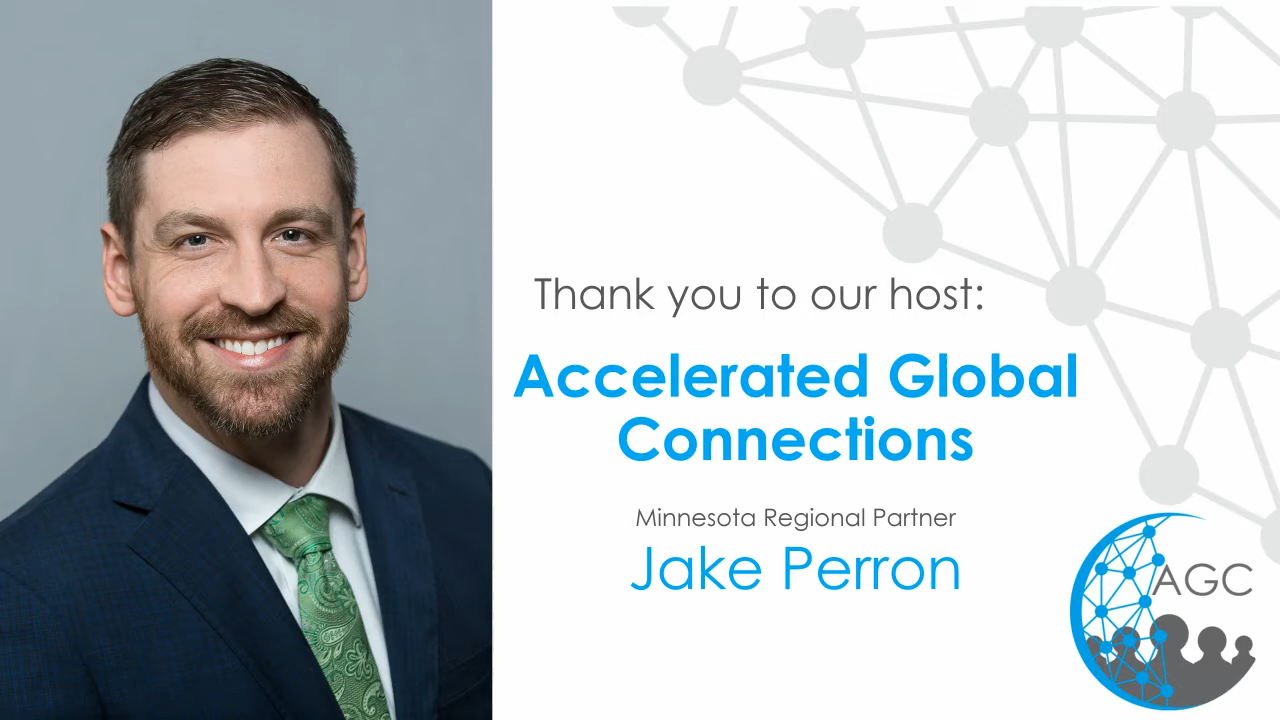 Thank you to our host:
Accelerated Global
Connections
Minnesota Regional Partner
Jake Perron
AGC